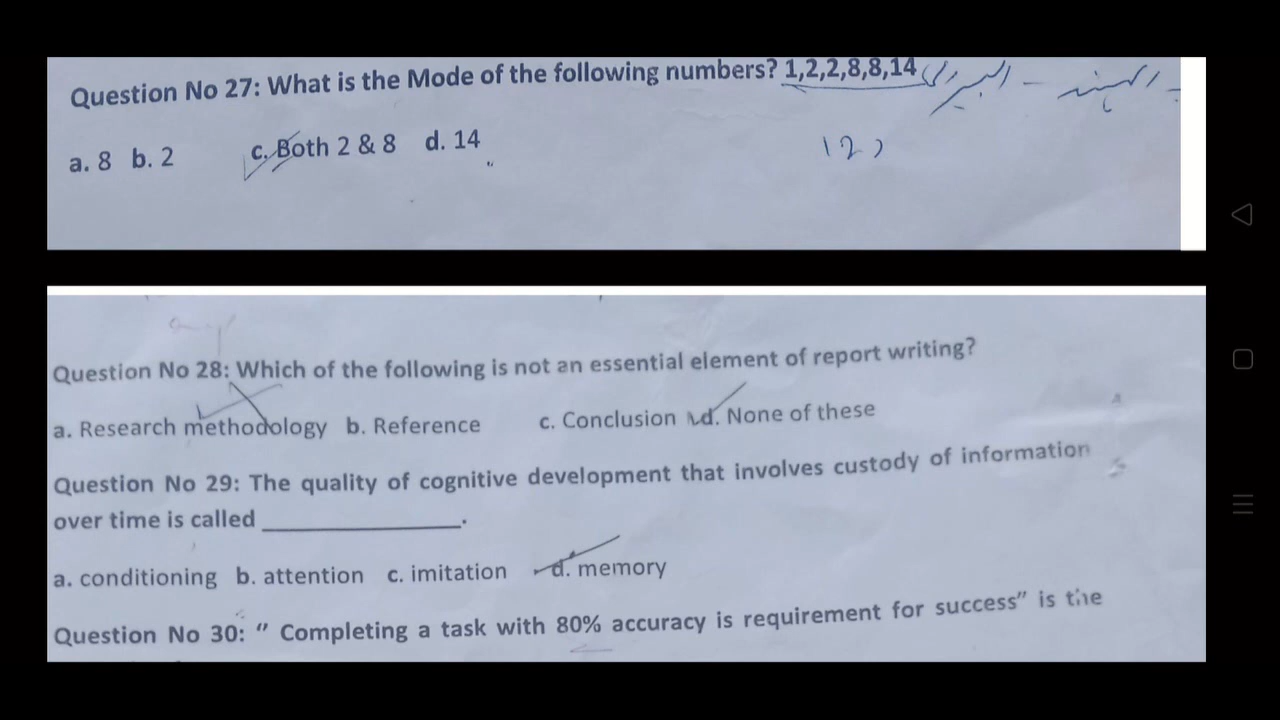 Question No 27: What is the Mode of the following numbers? 1,2,2,8,8,14
a. 8 b. 2 c. Both 2 & 8 d. 14
Question No 28: Which of the following is not an essential element of report writing?
a. Research methodology b. Reference c. Conclusion d. None of these
Question No 29: The quality of cognitive development that involves custody of information
over time is called ______________.
a. conditioning b. attention c. imitation d. memory
Question No 30: " Completing a task with 80% accuracy is requirement for success" is the